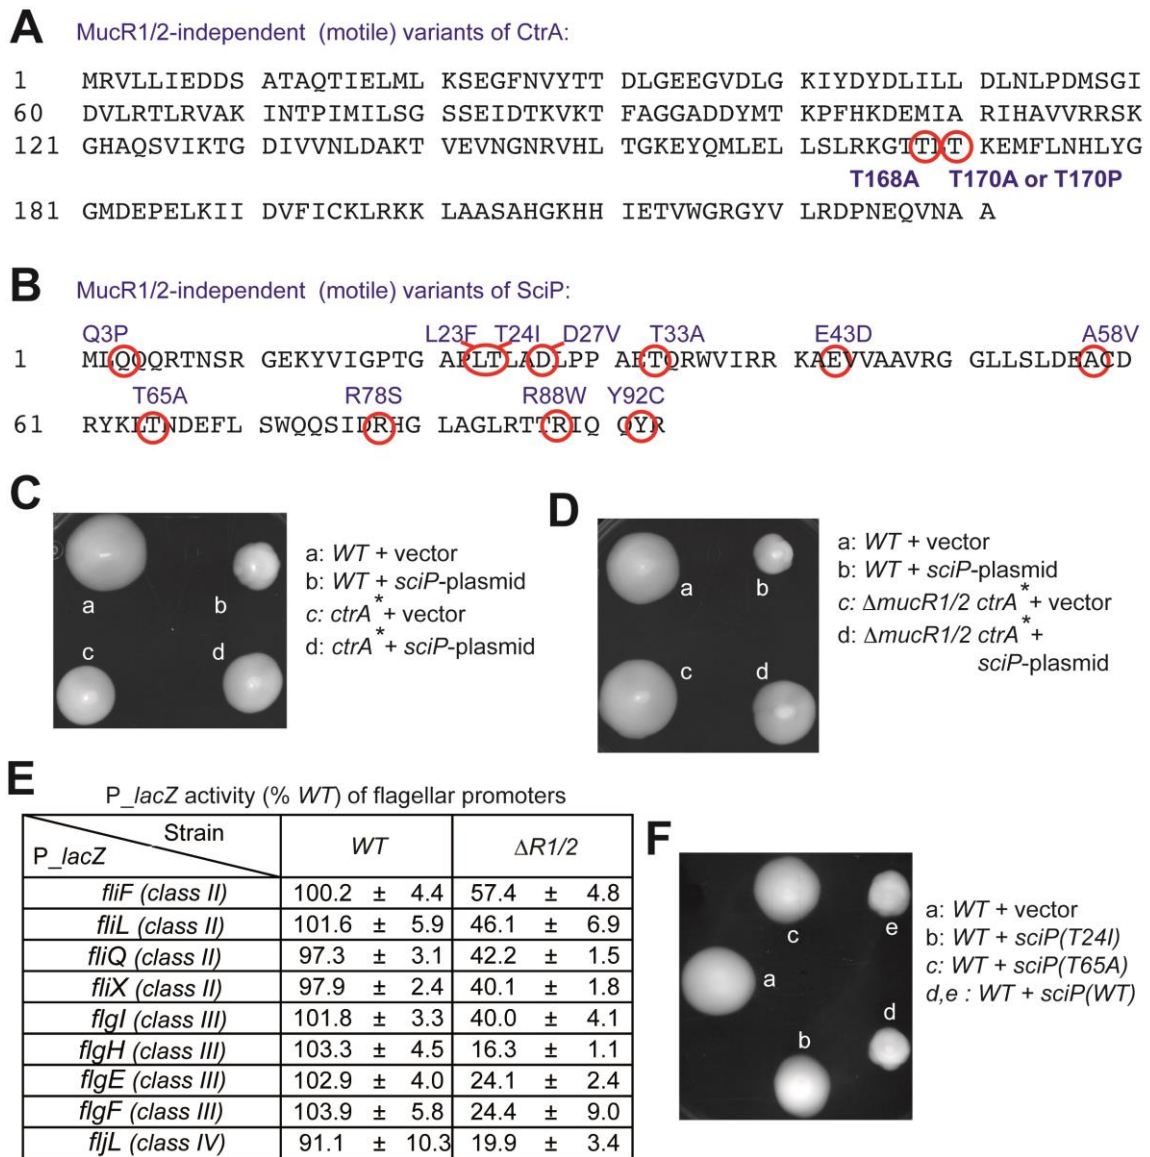 A MucR1/2-independent (motile) variants of CtrA:
1 MRVLLIEDDS ATAQTIELML KSEGFNVYTT DLGEEGVDLG KIYDYDLILL DLNLPDMSGI
60 DVLRTLRVAK INTPIMILSG SSEIDTKVKT FAGGADDYMT KPFHKDEMIA RIHAVVRRSK
121 GHAQSVIKTG DIVVNLDAKT VEVNGNRVHL TGKEYQMLEL LSLRKGTTLT KEMFLNHLYG
T168A T170A or T170P
181 GMDEPELKII DVFICKLRKK LAASAHGKHH IETVWGRGYV LRDPNEQVNA A
B MucR1/2-independent (motile) variants of SciP:
Q3P L23F T24I D27V T33A E43D A58V
1 MLQQQRTNSR GEKYVIGPTG APLTLADLPP AETQRWVIRR KAEVVAAVRG GLLSLDEACD
T65A R78S R88W Y92C
61 RYKLTNDEFL SWQQSIDRHG LAGLRTTRIQ QYR
C
a: WT + vector
b: WT + sciP-plasmid
c: ctrA* + vector
d: ctrA* + sciP-plasmid
a b
c d
D
a: WT + vector
b: WT + sciP-plasmid
c: ΔmucR1/2 ctrA* + vector
d: ΔmucR1/2 ctrA* +
sciP-plasmid
a b
c d
E P_lacZ activity (% WT) of flagellar promoters
Strain
P_lacZ WT ΔR1/2
fliF (class II) 100.2 ± 4.4 57.4 ± 4.8
fliL (class II) 101.6 ± 5.9 46.1 ± 6.9
fliQ (class II) 97.3 ± 3.1 42.2 ± 1.5
fliX (class II) 97.9 ± 2.4 40.1 ± 1.8
flgI (class III) 101.8 ± 3.3 40.0 ± 4.1
flgH (class III) 103.3 ± 4.5 16.3 ± 1.1
flgE (class III) 102.9 ± 4.0 24.1 ± 2.4
flgF (class III) 103.9 ± 5.8 24.4 ± 9.0
fljL (class IV) 91.1 ± 10.3 19.9 ± 3.4
F
c e
a
b d
a: WT + vector
b: WT + sciP(T24I)
c: WT + sciP(T65A)
d,e : WT + sciP(WT)